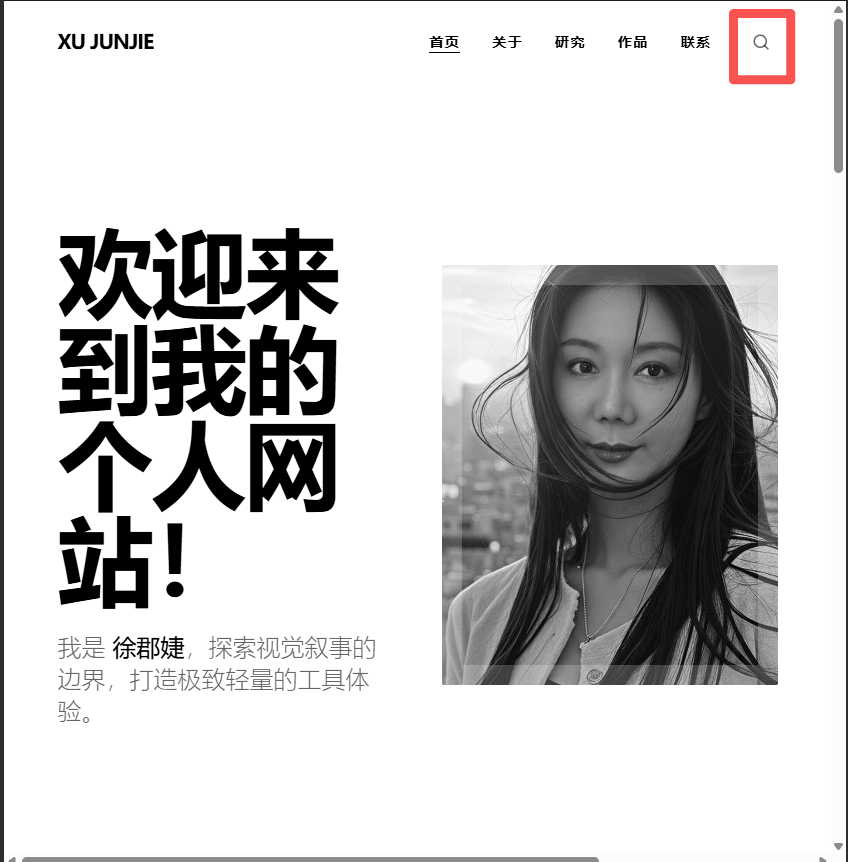 XU JUNJIE
首页 关于 研究 作品 联系
欢迎来
到我的
个人网
站！
我是 徐郡婕，探索视觉叙事的
边界，打造极致轻量的工具体
验。